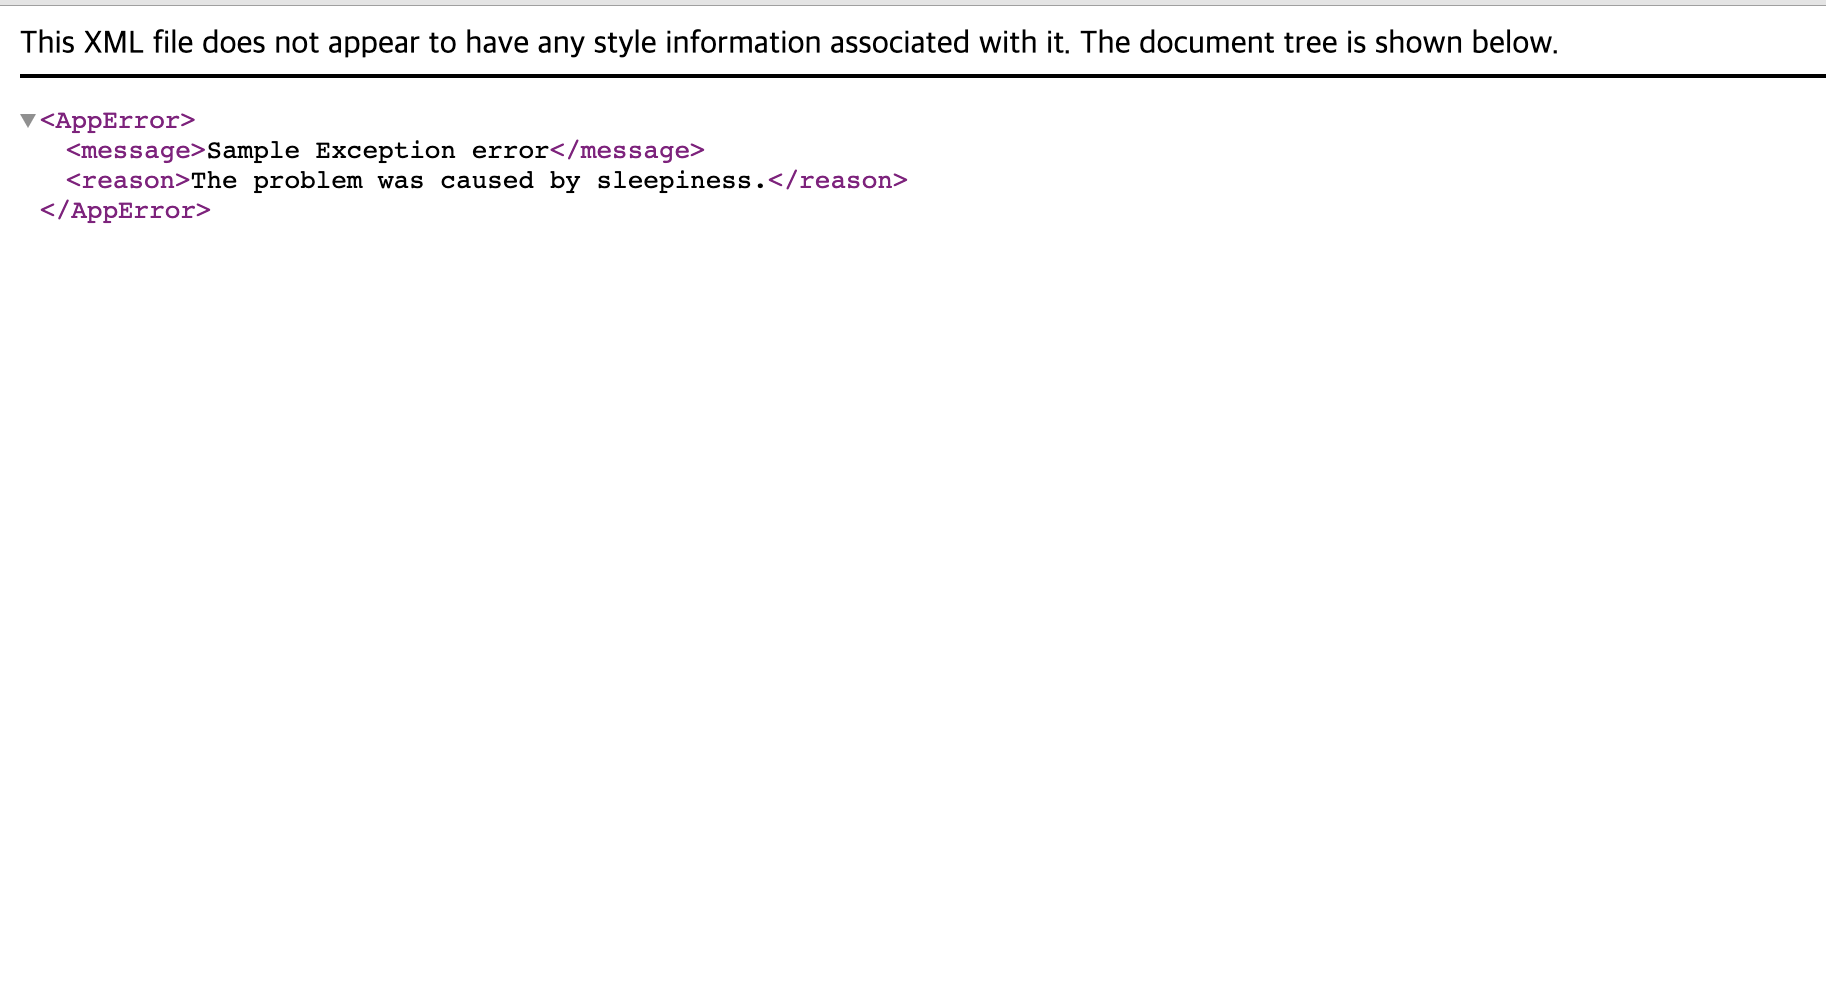 This XML file does not appear to have any style information associated with it. The document tree is shown below.
▼<AppError>
<message>Sample Exception error</message>
<reason>The problem was caused by sleepiness.</reason>
</AppError>